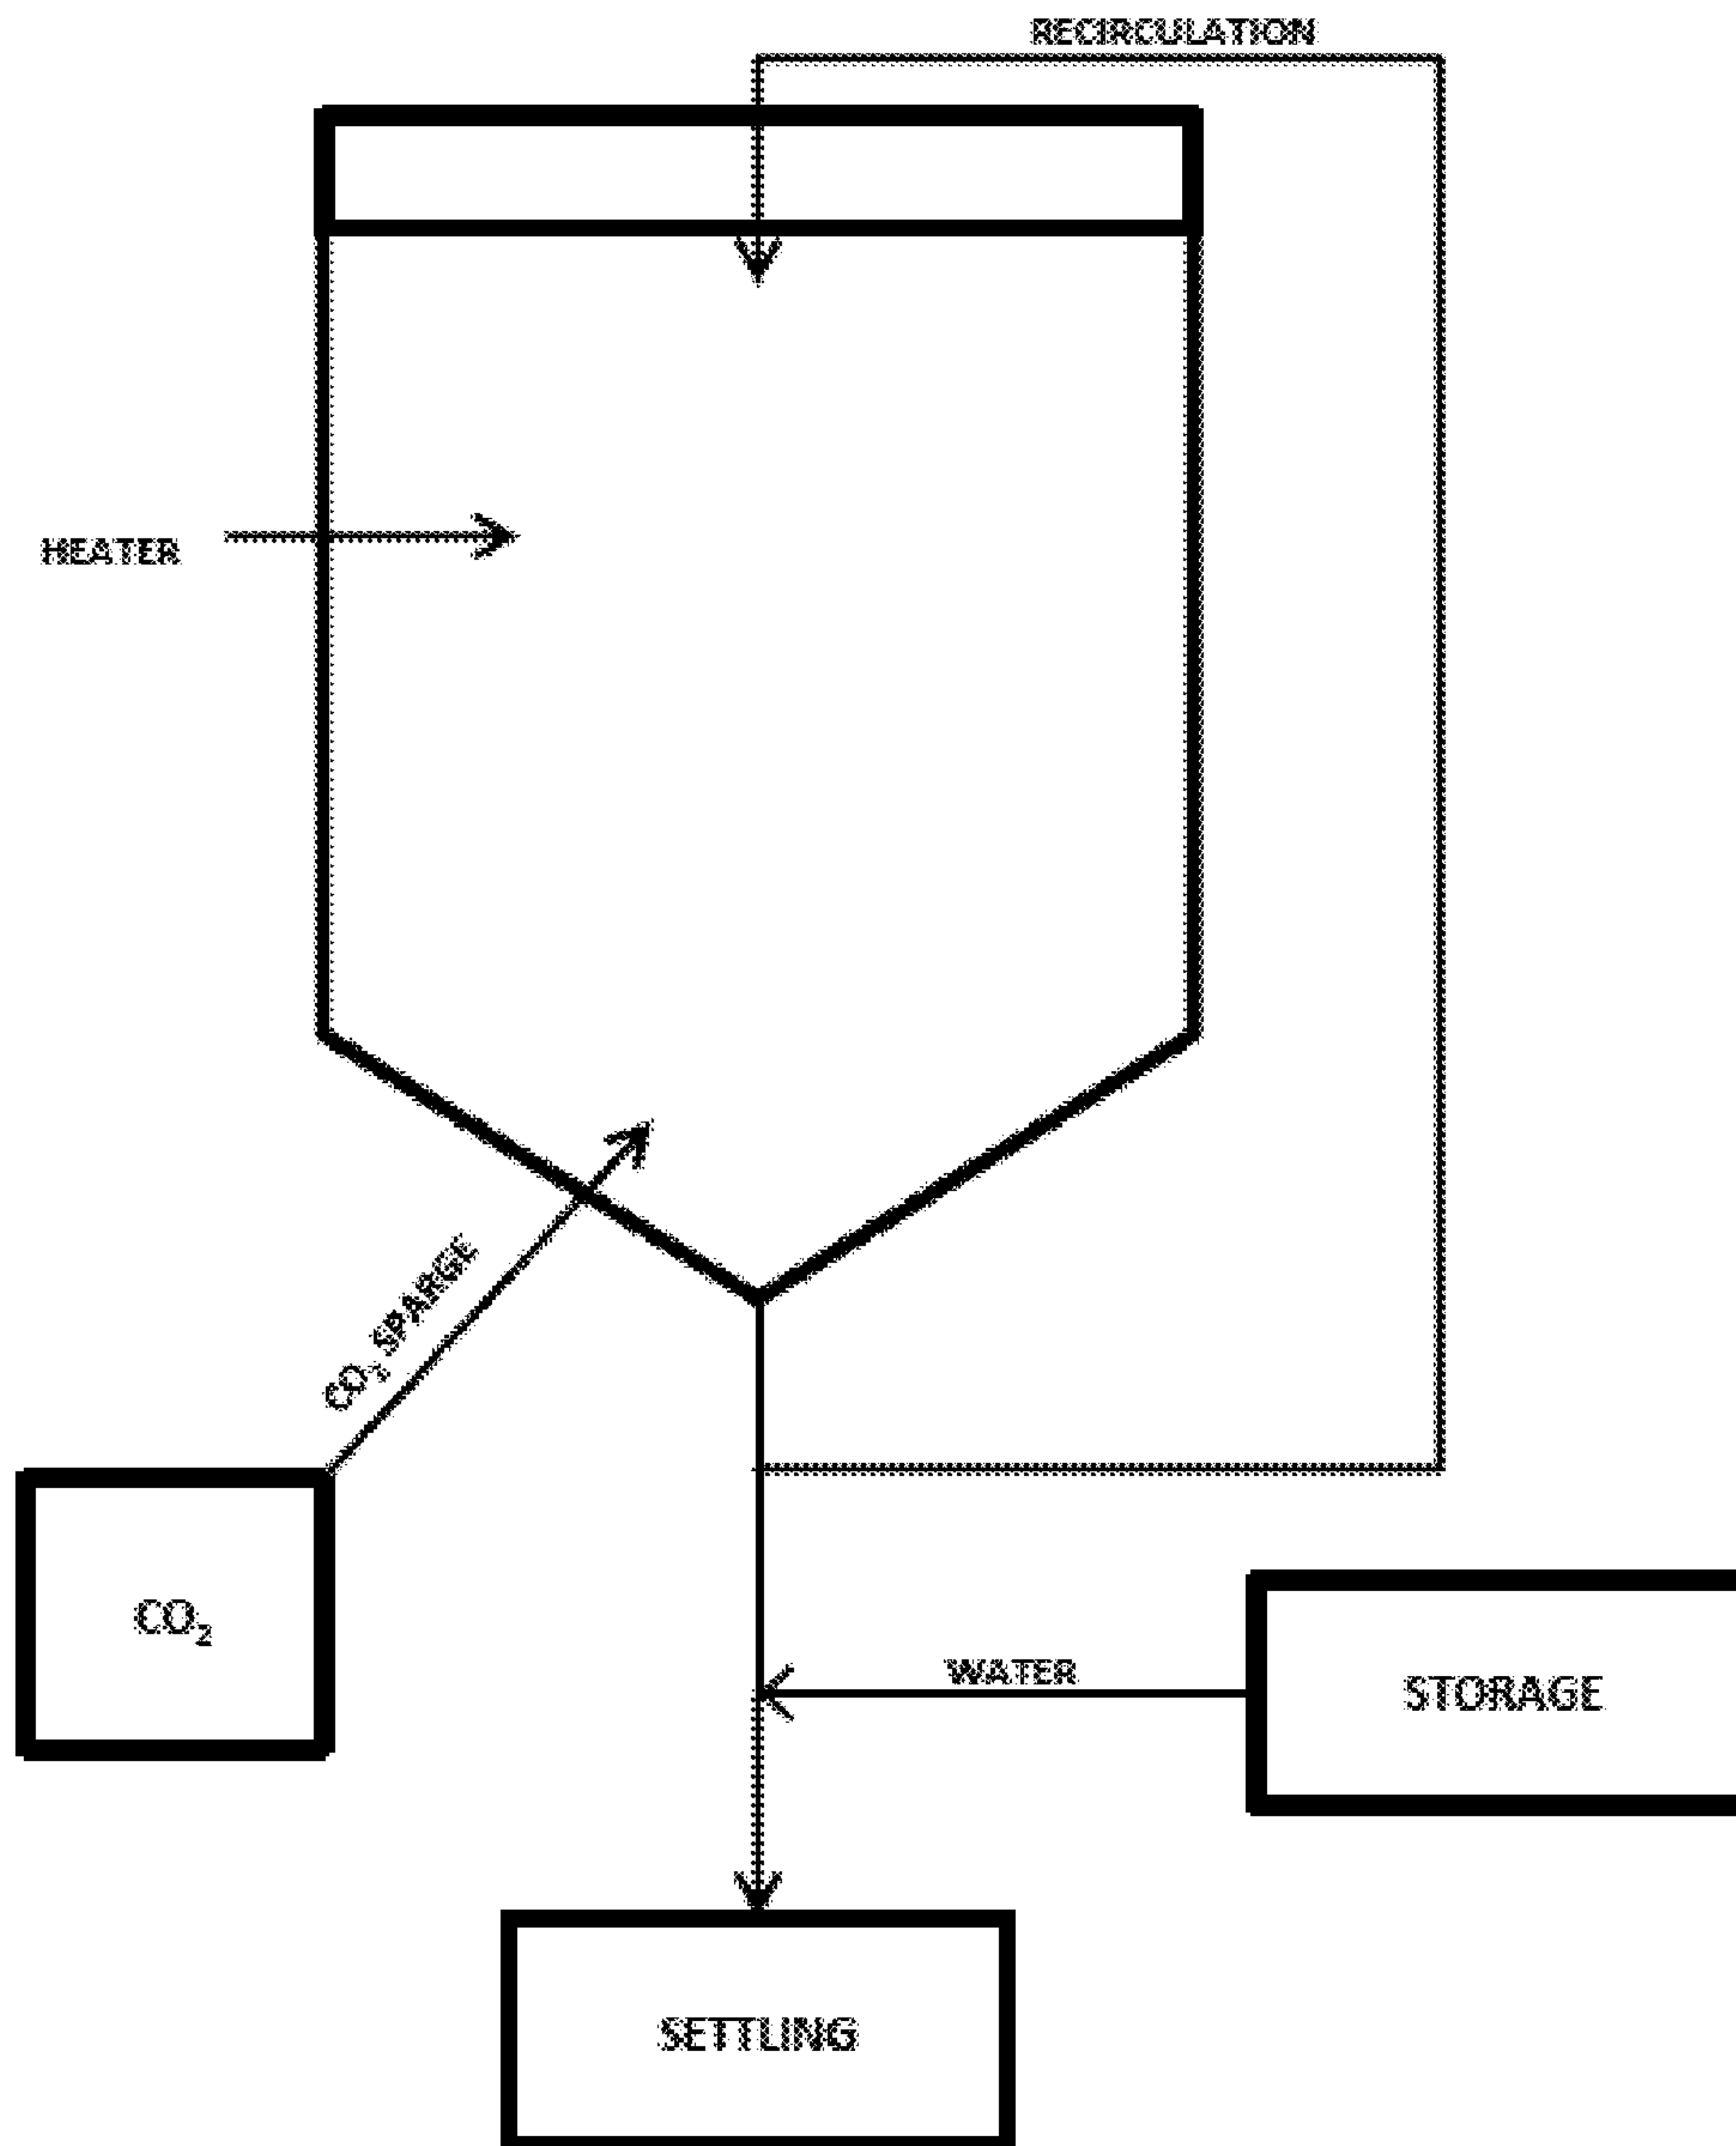 RECIRCULATION
HEATER
CO₂ SPARGE
CO₂
WATER
STORAGE
SETTLING